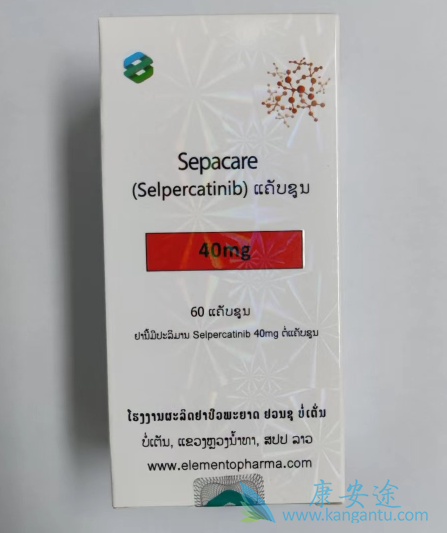 Sepacare
(Selpercatinib) ແຄັບຊູນ
40mg
60 ແຄັບຊູນ
ຢານີ້ມີປະລິມານ Selpercatinib 40mg ຕໍ່ແຄັບຊູນ
ໂຮງງານຜະລິດຢາປົວພະຍາດ ຢວນຊູ ບໍ່ເຕັ່ນ
ບໍ່ເຕັນ, ແຂວງຫຼວງນ້ຳທາ, ສປປ ລາວ
www.elementopharma.com
康安途
www.kangantu.com